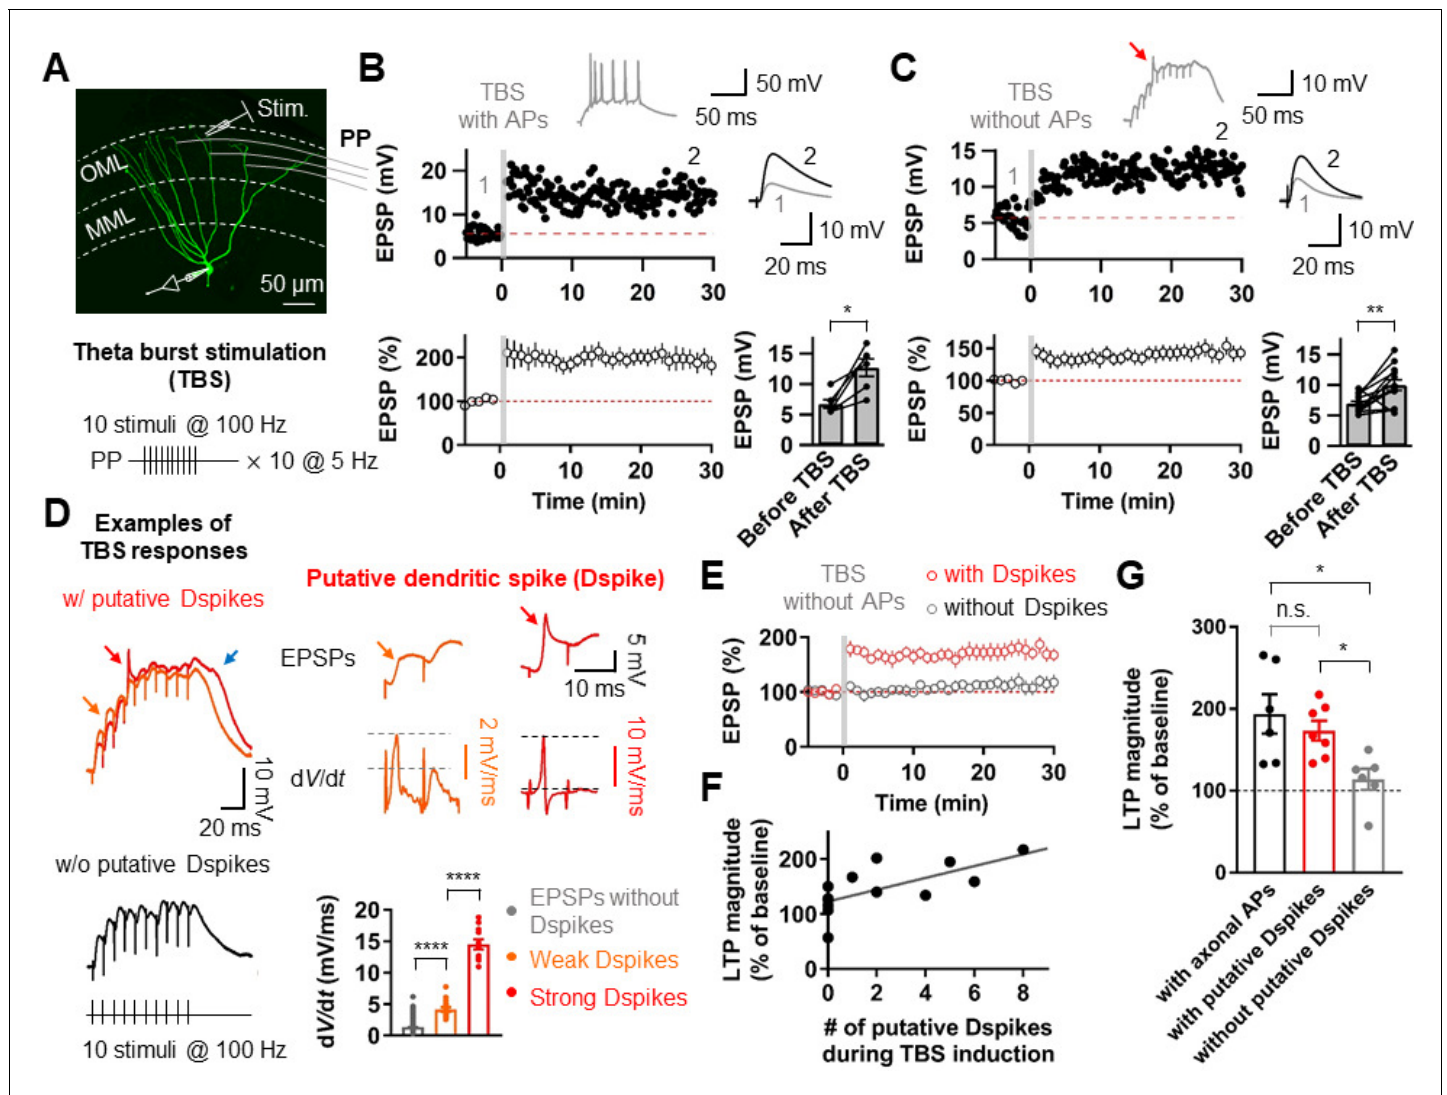 A
Stim.
PP
OML
MML
50 µm
Theta burst stimulation
(TBS)
10 stimuli @ 100 Hz
PP
× 10 @ 5 Hz
B
TBS
with APs
50 mV
50 ms
EPSP (mV)
20
10
0
1
2
0
10
20
30
2
1
10 mV
20 ms
EPSP (%)
200
100
0
0
10
20
30
Time (min)
EPSP (mV)
15
10
5
0
*
Before TBS
After TBS
C
TBS
without APs
10 mV
50 ms
EPSP (mV)
15
10
5
0
1
2
0
10
20
30
2
1
10 mV
20 ms
EPSP (%)
150
100
50
0
0
10
20
30
Time (min)
EPSP (mV)
15
10
5
0
**
Before TBS
After TBS
D
Examples of
TBS responses
w/ putative Dspikes
10 mV
20 ms
w/o putative Dspikes
10 stimuli @ 100 Hz
Putative dendritic spike (Dspike)
EPSPs
5 mV
10 ms
dV/dt
2 mV/ms
10 mV/ms
dV/dt (mV/ms)
20
15
10
5
0
****
****
EPSPs without
Dspikes
Weak Dspikes
Strong Dspikes
E
TBS
without APs
with Dspikes
without Dspikes
EPSP (%)
200
100
0
0
10
20
30
Time (min)
F
LTP magnitude
(% of baseline)
200
100
0
0
2
4
6
8
# of putative Dspikes
during TBS induction
G
*
n.s.
*
LTP magnitude
(% of baseline)
300
200
100
0
with axonal APs
with putative Dspikes
without putative Dspikes